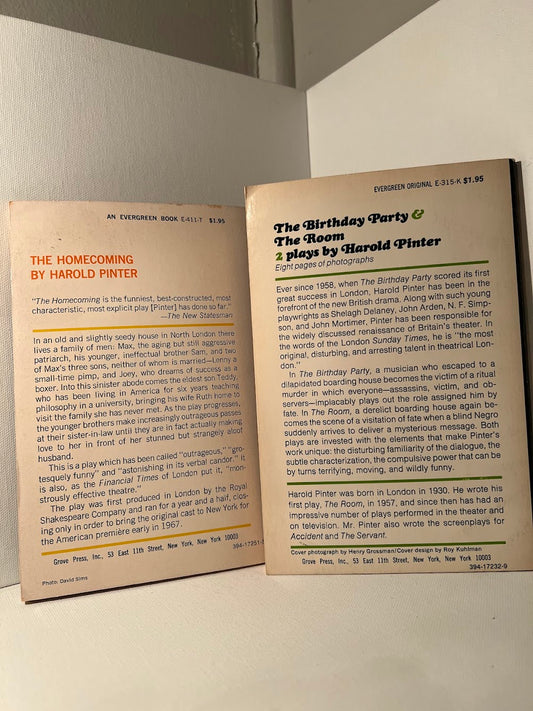 AN EVERGREEN BOOK E-411-T $1.95
THE HOMECOMING
BY HAROLD PINTER
"The Homecoming is the funniest, best-constructed, most
characteristic, most explicit play [Pinter] has done so far."
—The New Statesman
In an old and slightly seedy house in North London there
lives a family of men: Max, the aging but still aggressive
patriarch, his younger, ineffectual brother Sam, and two
of Max's three sons, neither of whom is married—Lenny a
small-time pimp, and Joey, who dreams of success as a
boxer. Into this sinister abode comes the eldest son Teddy,
who has been living in America for six years teaching
philosophy in a university, bringing his wife Ruth home to
visit the family she has never met. As the play progresses,
the younger brothers make increasingly outrageous passes
at their sister-in-law until they are in fact actually making
love to her in front of her stunned but strangely aloof
husband.
This is a play which has been called "outrageous," "gro-
tesquely funny" and "astonishing in its verbal candor," it
is also, as the Financial Times of London put it, "mon-
strously effective theatre."
The play was first produced in London by the Royal
Shakespeare Company and ran for a year and a half, clos-
ing only in order to bring the original cast to New York for
the American première early in 1967.
Grove Press, Inc., 53 East 11th Street, New York, New York 10003
394-17251-
Photo: David Sims
EVERGREEN ORIGINAL E-315-K $1.95
The Birthday Party &
The Room
2 plays by Harold Pinter
Eight pages of photographs
Ever since 1958, when The Birthday Party scored its first
great success in London, Harold Pinter has been in the
forefront of the new British drama. Along with such young
playwrights as Shelagh Delaney, John Arden, N. F. Simp-
son, and John Mortimer, Pinter has been responsible for
the widely discussed renaissance of Britain's theater. In
the words of the London Sunday Times, he is "the most
original, disturbing, and arresting talent in theatrical Lon-
don."
In The Birthday Party, a musician who escaped to a
dilapidated boarding house becomes the victim of a ritual
murder in which everyone—assassins, victim, and ob-
servers—implacably plays out the role assigned him by
fate. In The Room, a derelict boarding house again be-
comes the scene of a visitation of fate when a blind Negro
suddenly arrives to deliver a mysterious message. Both
plays are invested with the elements that make Pinter's
work unique: the disturbing familiarity of the dialogue, the
subtle characterization, the compulsive power that can be
by turns terrifying, moving, and wildly funny.
Harold Pinter was born in London in 1930. He wrote his
first play, The Room, in 1957, and since then has had an
impressive number of plays performed in the theater and
on television. Mr. Pinter also wrote the screenplays for
Accident and The Servant.
Cover photograph by Henry Grossman/Cover design by Roy Kuhlman
Grove Press, Inc., 53 East 11th Street, New York, New York 10003
394-17232-9